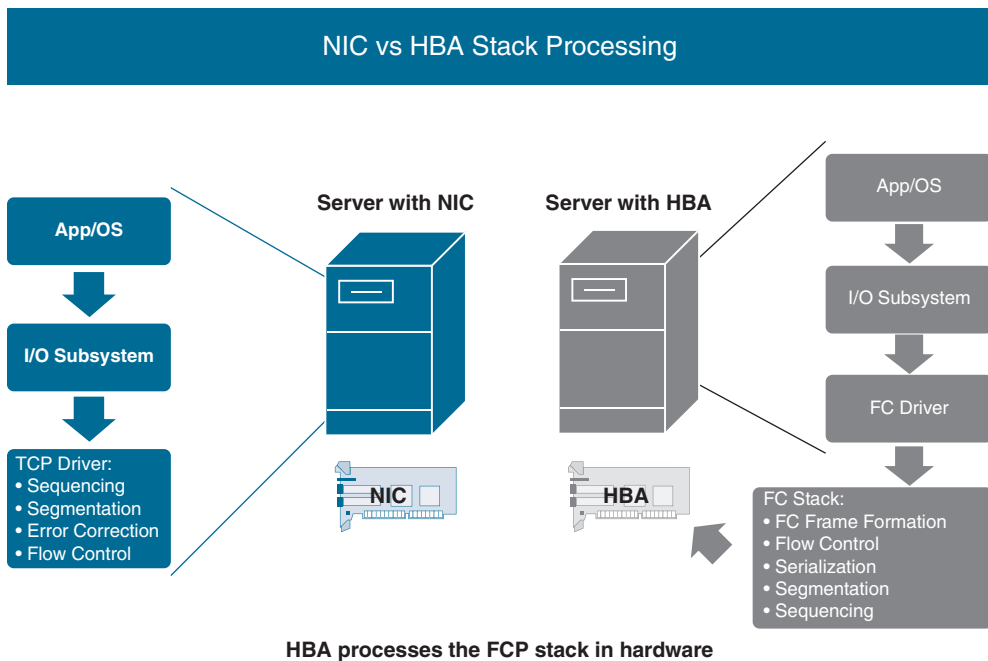 NIC vs HBA Stack Processing
Server with NIC
Server with HBA
App/OS
I/O Subsystem
TCP Driver:
• Sequencing
• Segmentation
• Error Correction
• Flow Control
NIC
HBA
App/OS
I/O Subsystem
FC Driver
FC Stack:
• FC Frame Formation
• Flow Control
• Serialization
• Segmentation
• Sequencing
HBA processes the FCP stack in hardware